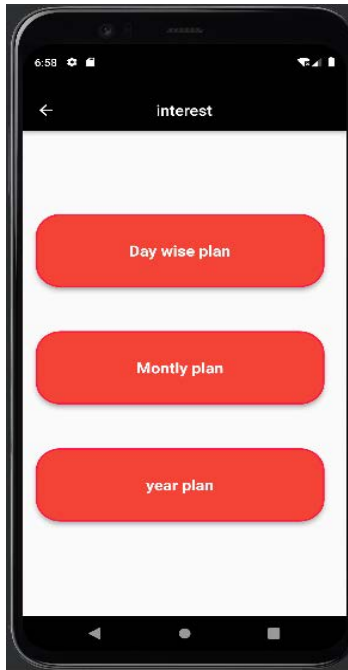 6:58
interest
Day wise plan
Montly plan
year plan